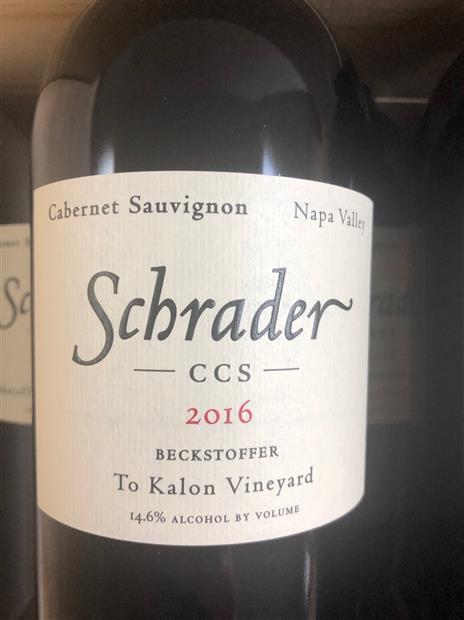 Cabernet Sauvignon Napa Valley
Schrader
— CCS —
2016
BECKSTOFFER
To Kalon Vineyard
14.6% ALCOHOL BY VOLUME